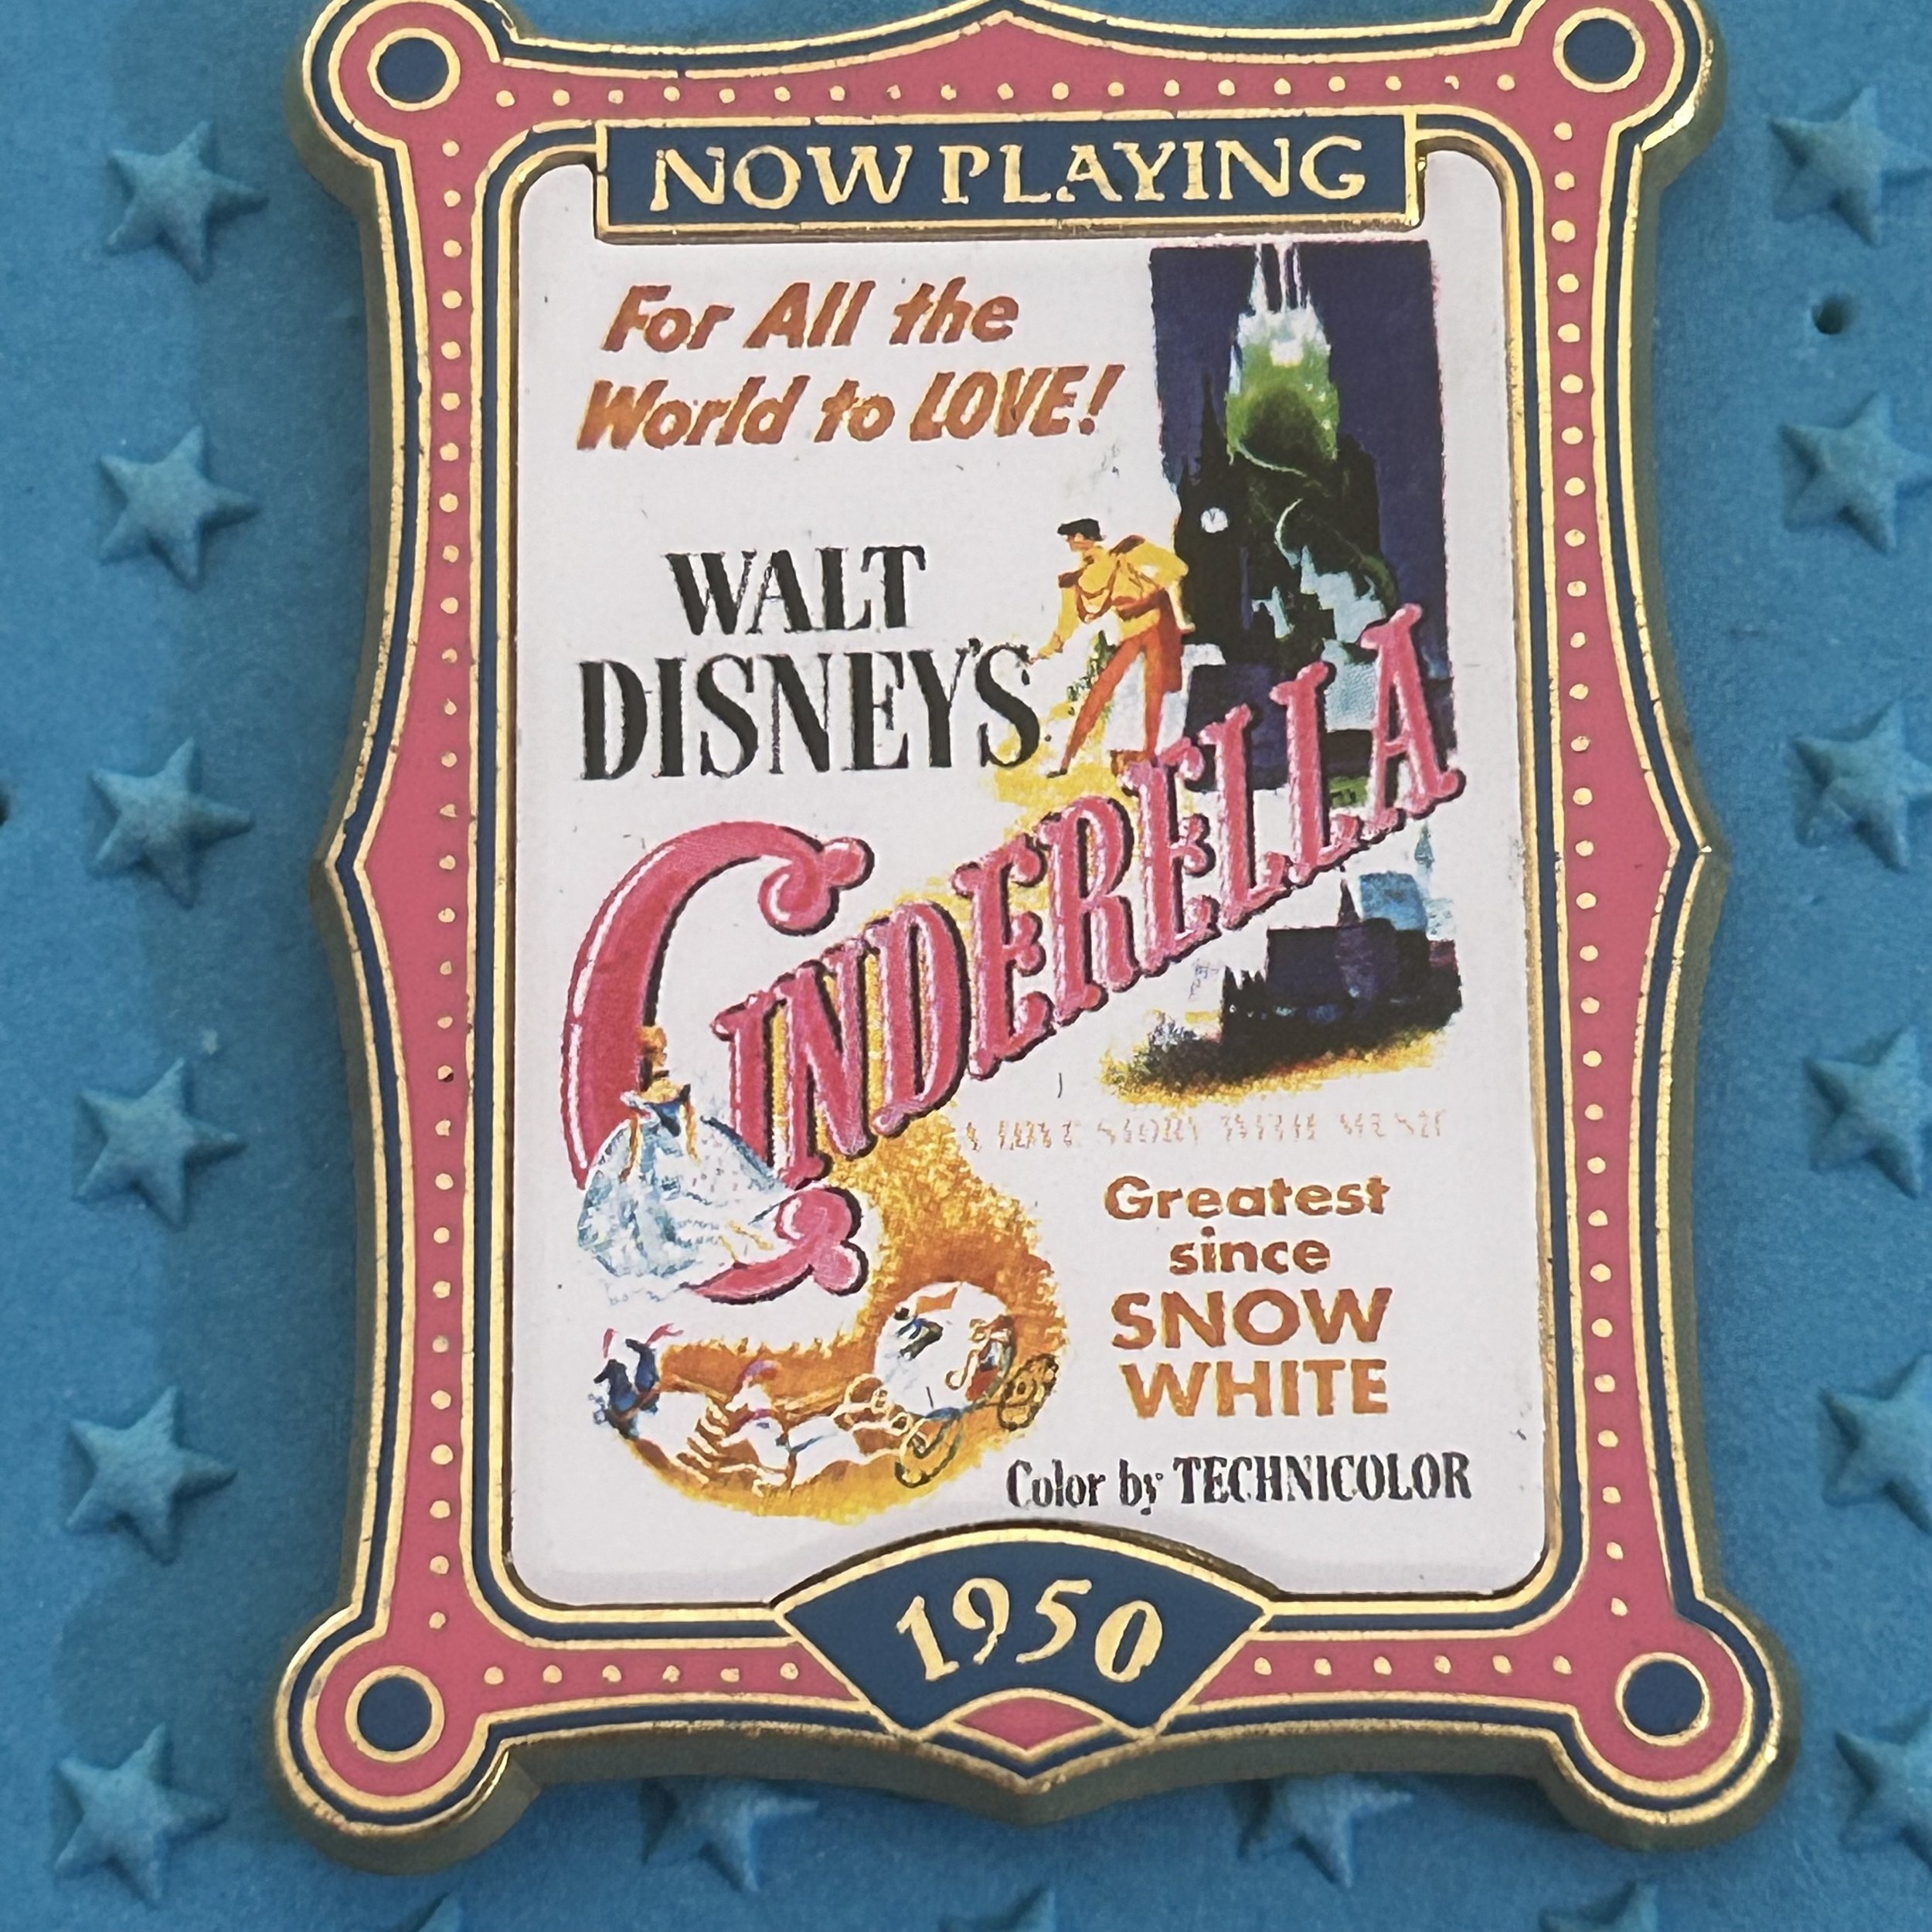 NOW PLAYING
For All the
World to LOVE!
WALT
DISNEY'S
CINDERELLA
Greatest
since
SNOW
WHITE
Color by TECHNICOLOR
1950